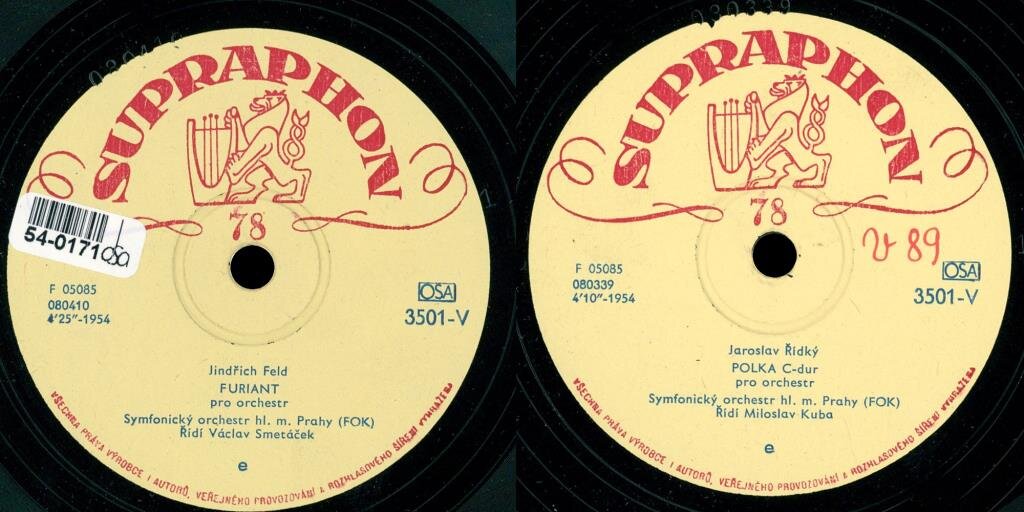 SUPRAPHON
78
54-0171 OSA
F 05085
080410
4'25"-1954
OSA
3501-V
Jindřich Feld
FURIANT
pro orchestr
Symfonický orchestr hl. m. Prahy (FOK)
Řídí Václav Smetáček
e
VŠECHNA PRÁVA VÝROBCE I AUTORŮ, VEŘEJNÉHO PROVOZOVÁNÍ A ROZHLASOVÉHO ŠÍŘENÍ VYHRAŽENA
080339
SUPRAPHON
78
V 89
F 05085
080339
4'10"-1954
OSA
3501-V
Jaroslav Řídký
POLKA C-dur
pro orchestr
Symfonický orchestr hl. m. Prahy (FOK)
Řídí Miloslav Kuba
e
VŠECHNA PRÁVA VÝROBCE I AUTORŮ, VEŘEJNÉHO PROVOZOVÁNÍ A ROZHLASOVÉHO ŠÍŘENÍ VYHRAŽENA